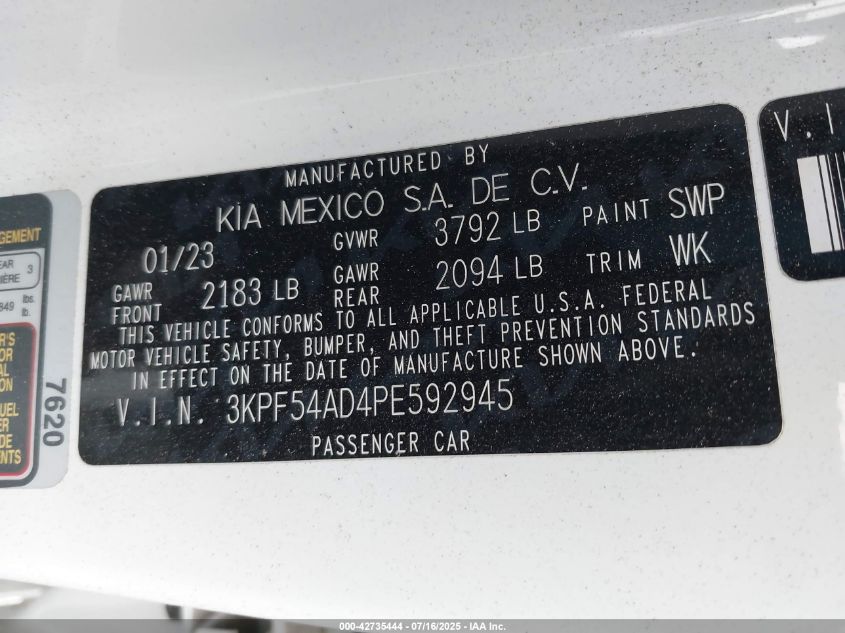 MANUFACTURED BY
KIA MEXICO S.A. DE C.V.
01/23 GVWR 3792 LB PAINT SWP
GAWR FRONT 2183 LB GAWR REAR 2094 LB TRIM WK
THIS VEHICLE CONFORMS TO ALL APPLICABLE U.S.A. FEDERAL
MOTOR VEHICLE SAFETY, BUMPER, AND THEFT PREVENTION STANDARDS
IN EFFECT ON THE DATE OF MANUFACTURE SHOWN ABOVE.
V.I.N. 3KPF54AD4PE592945
PASSENGER CAR
7620
V.I
000-42735444 - 07/16/2025 - IAA Inc.